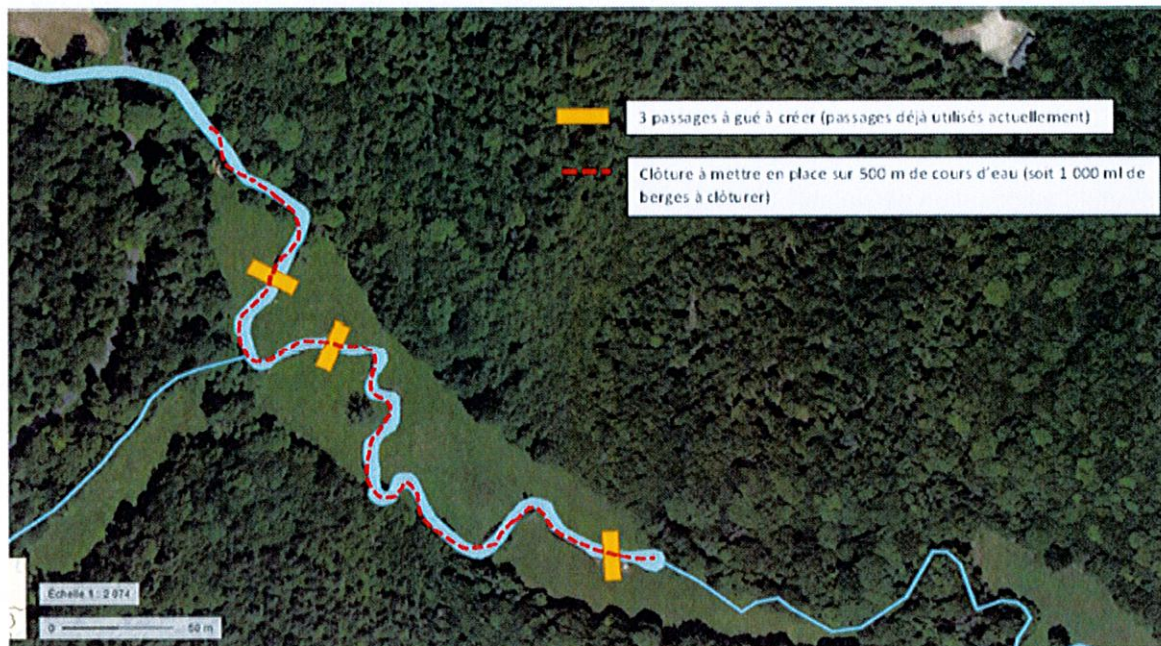 3 passages à gué à créer (passages déjà utilisés actuellement)
Clôture à mettre en place sur 500 m de cours d'eau (soit 1 000 ml de
berges à clôturer)
Échelle 1 : 2 074
0 50 m